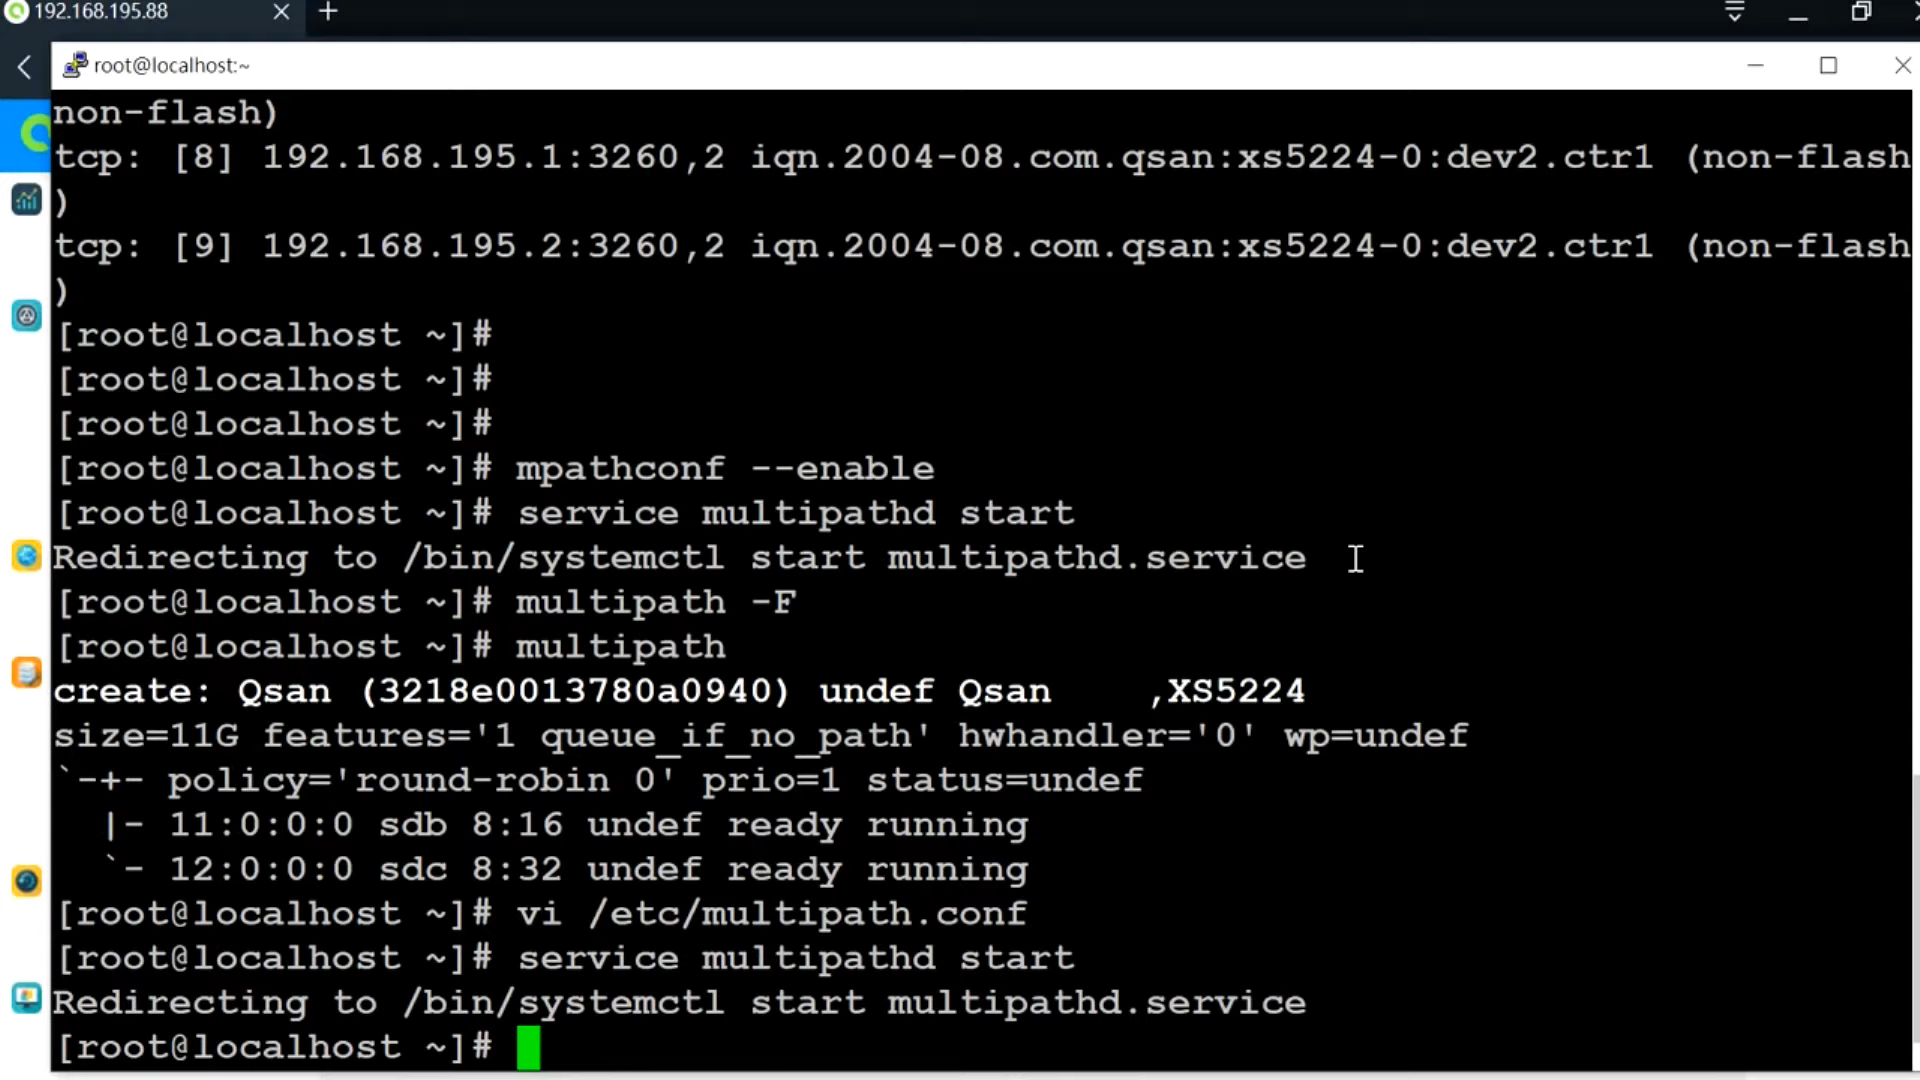 192.168.195.88
root@localhost:~
non-flash)
tcp: [8] 192.168.195.1:3260,2 iqn.2004-08.com.qsan:xs5224-0:dev2.ctr1 (non-flash
)
tcp: [9] 192.168.195.2:3260,2 iqn.2004-08.com.qsan:xs5224-0:dev2.ctr1 (non-flash
)
[root@localhost ~]#
[root@localhost ~]#
[root@localhost ~]#
[root@localhost ~]# mpathconf --enable
[root@localhost ~]# service multipathd start
Redirecting to /bin/systemctl start multipathd.service
[root@localhost ~]# multipath -F
[root@localhost ~]# multipath
create: Qsan (3218e0013780a0940) undef Qsan    ,XS5224
size=11G features='1 queue_if_no_path' hwhandler='0' wp=undef
`-+- policy='round-robin 0' prio=1 status=undef
  |- 11:0:0:0 sdb 8:16 undef ready running
  `- 12:0:0:0 sdc 8:32 undef ready running
[root@localhost ~]# vi /etc/multipath.conf
[root@localhost ~]# service multipathd start
Redirecting to /bin/systemctl start multipathd.service
[root@localhost ~]#